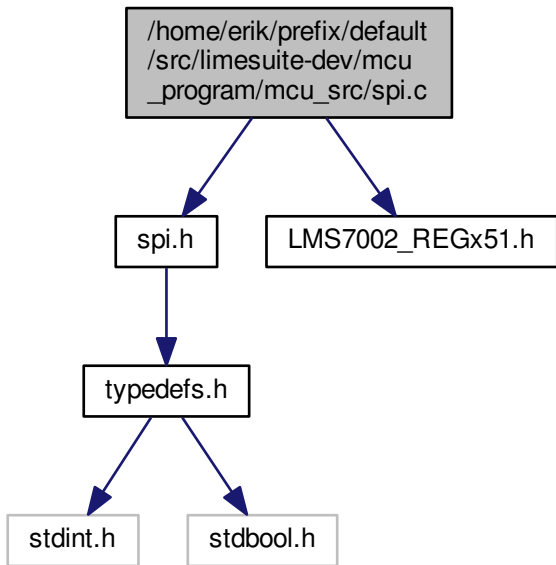 /home/erik/prefix/default
/src/limesuite-dev/mcu
_program/mcu_src/spi.c
spi.h
LMS7002_REGx51.h
typedefs.h
stdint.h
stdbool.h